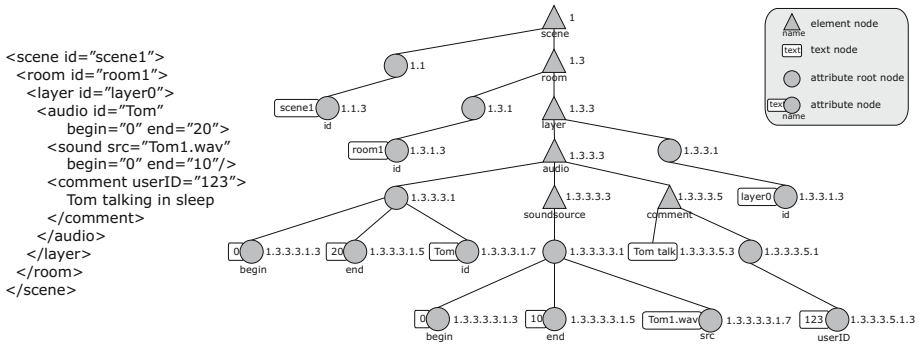 <scene id=”scene1”>
<room id=”room1”>
<layer id=”layer0”>
<audio id=”Tom”
begin=”0” end=”20”>
<sound src=”Tom1.wav”
begin=”0” end=”10”/>
<comment userID=”123”>
Tom talking in sleep
</comment>
</audio>
</layer>
</room>
</scene>
1
scene
1.1
1.3
room
scene1
1.1.3
id
1.3.1
1.3.3
layer
room1
1.3.1.3
id
1.3.3.3
audio
1.3.3.1
1.3.3.3.1
1.3.3.3.3
soundsource
1.3.3.3.5
comment
layer0
1.3.3.1.3
id
0
1.3.3.3.1.3
begin
20
1.3.3.3.1.5
end
Tom
1.3.3.3.1.7
id
1.3.3.3.3.1
Tom talk
1.3.3.3.5.3
1.3.3.3.5.1
0
1.3.3.3.3.1.3
begin
10
1.3.3.3.3.1.5
end
Tom1.wav
1.3.3.3.3.1.7
src
123
1.3.3.3.5.1.3
userID
name
element node
text
text node
attribute root node
text
name
attribute node